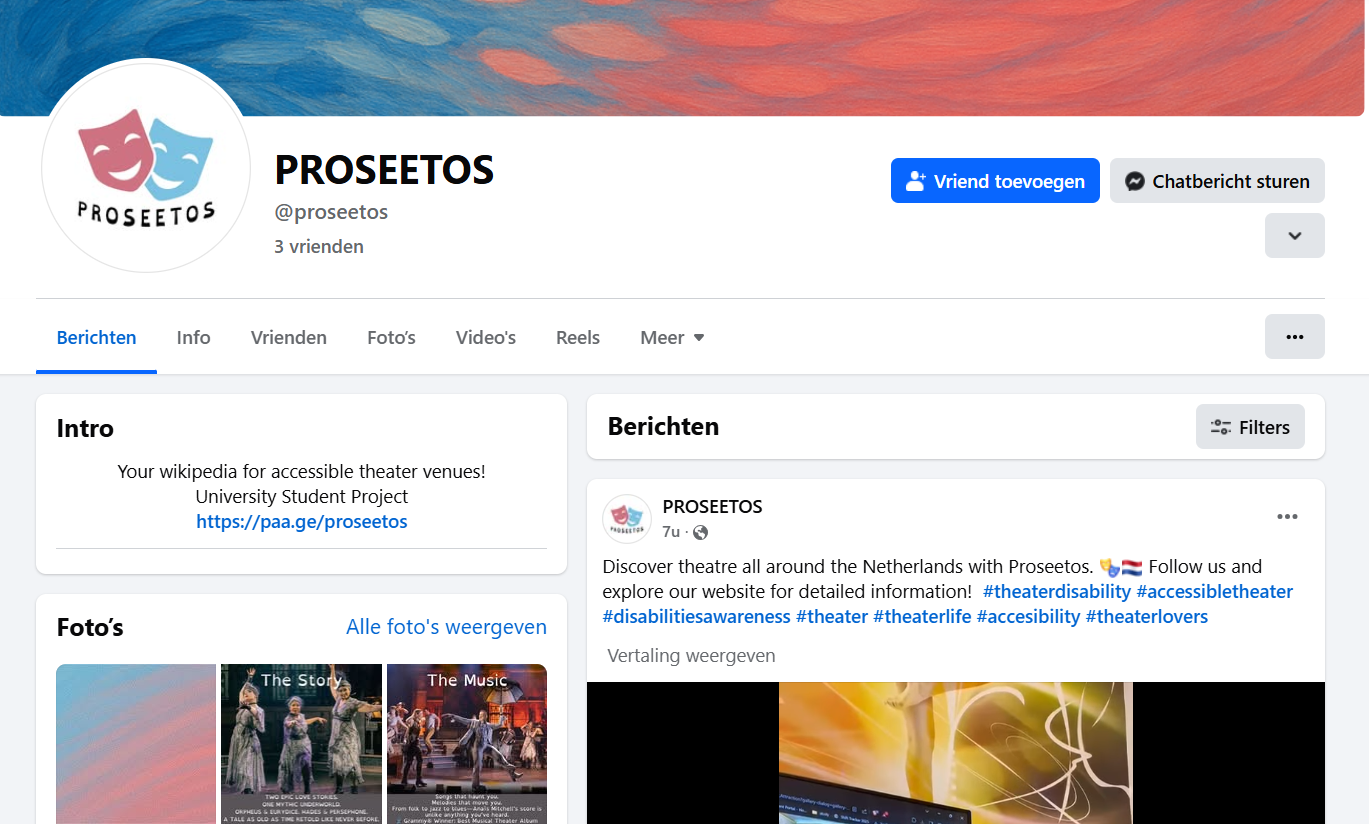 PROSEETOS
PROSEETOS
@proseetos
3 vrienden
Vriend toevoegen
Chatbericht sturen
Berichten
Info
Vrienden
Foto's
Video's
Reels
Meer
Intro
Your wikipedia for accessible theater venues!
University Student Project
https://paa.ge/proseetos
Foto's
Alle foto's weergeven
The Story
TWO EPIC LOVE STORIES.
ONE MYTHIC UNDERWORLD.
ORPHEUS & EURYDICE. HADES & PERSEPHONE.
A TALE AS OLD AS TIME RETOLD LIKE NEVER BEFORE.
The Music
Songs that haunt you.
Melodies that move you.
From folk to jazz to blues—Anaïs Mitchell's score is
unlike anything you've heard.
Grammy® Winner: Best Musical Theater Album
Berichten
Filters
PROSEETOS
PROSEETOS
7u ·
Discover theatre all around the Netherlands with Proseetos. 🎭🇳🇱 Follow us and
explore our website for detailed information! #theaterdisability #accessibletheater
#disabilitiesawareness #theater #theaterlife #accesibility #theaterlovers
Vertaling weergeven